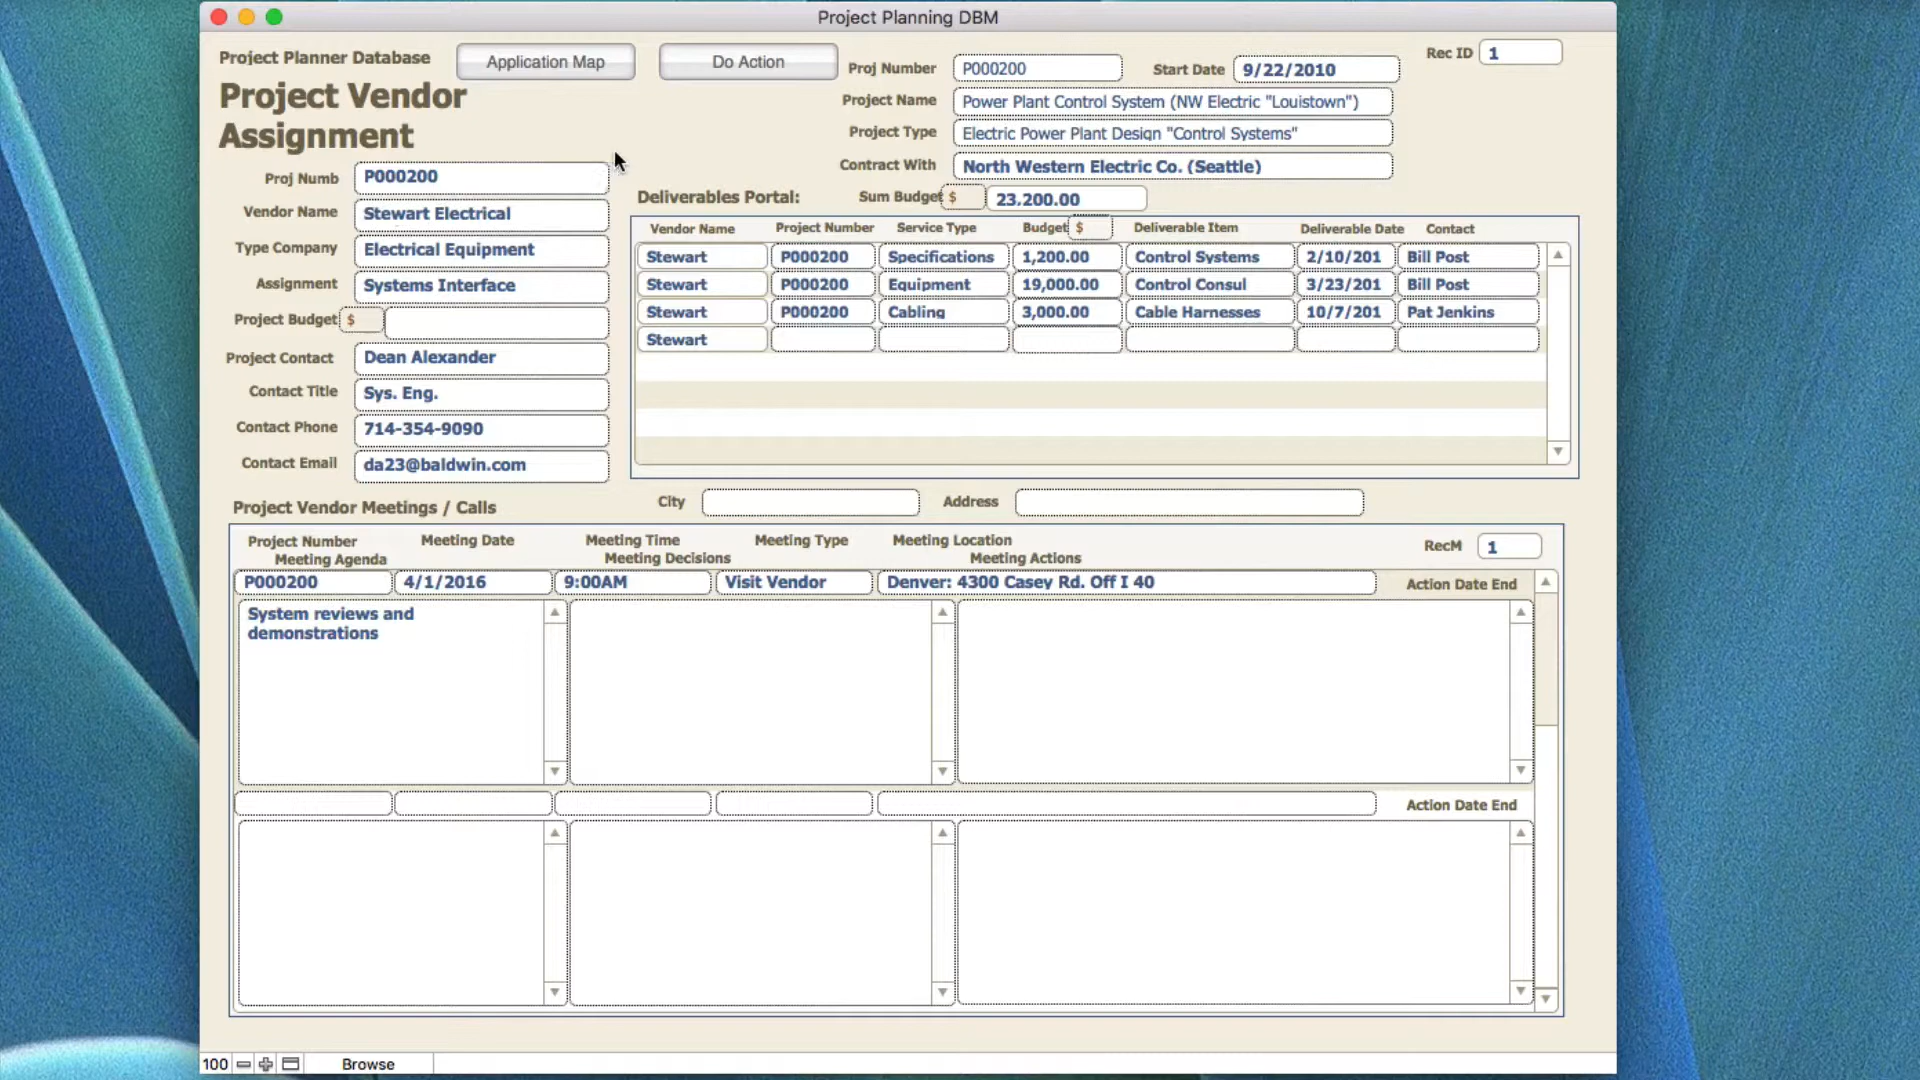 Project Planning DBM
Project Planner Database
Application Map
Do Action
Project Vendor
Assignment
Rec ID 1
Proj Number P000200 Start Date 9/22/2010
Project Name Power Plant Control System (NW Electric "Louistown")
Project Type Electric Power Plant Design "Control Systems"
Contract With North Western Electric Co. (Seattle)
Proj Numb P000200
Vendor Name Stewart Electrical
Type Company Electrical Equipment
Assignment Systems Interface
Project Budget $
Project Contact Dean Alexander
Contact Title Sys. Eng.
Contact Phone 714-354-9090
Contact Email da23@baldwin.com
Deliverables Portal: Sum Budget $ 23.200.00
Vendor Name Project Number Service Type Budget $ Deliverable Item Deliverable Date Contact
Stewart P000200 Specifications 1,200.00 Control Systems 2/10/201 Bill Post
Stewart P000200 Equipment 19,000.00 Control Consul 3/23/201 Bill Post
Stewart P000200 Cabling 3,000.00 Cable Harnesses 10/7/201 Pat Jenkins
Stewart
Project Vendor Meetings / Calls City Address
Project Number Meeting Date Meeting Time Meeting Type Meeting Location RecM 1
Meeting Agenda Meeting Decisions Meeting Actions
P000200 4/1/2016 9:00AM Visit Vendor Denver: 4300 Casey Rd. Off I 40 Action Date End
System reviews and
demonstrations
Action Date End
100 Browse